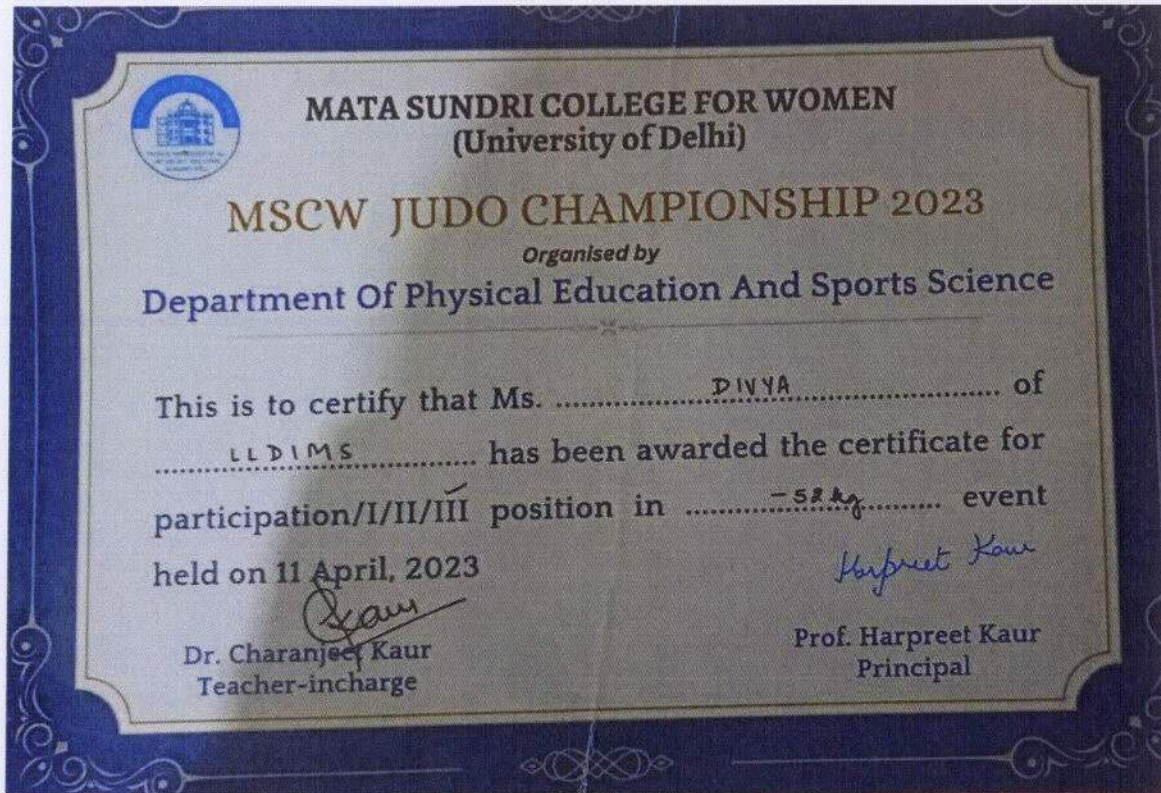 MATA SUNDRI COLLEGE FOR WOMEN
(University of Delhi)
MSCW JUDO CHAMPIONSHIP 2023
Organised by
Department Of Physical Education And Sports Science
This is to certify that Ms. .................... DIVYA .................... of
.......... LLDIMS .......... has been awarded the certificate for
participation/I/II/III position in .......... .......... event
held on 11 April, 2023
Harpreet Kaur
Kaur
Dr. Charanjeet Kaur
Teacher-incharge
Prof. Harpreet Kaur
Principal